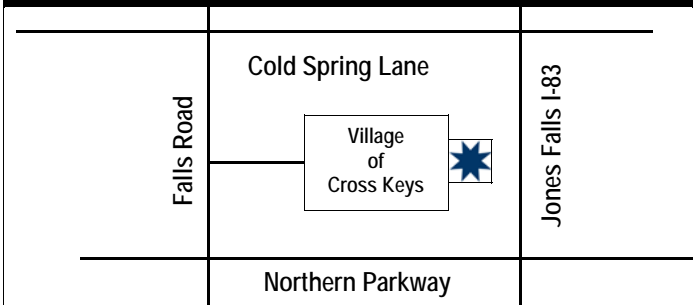 Cold Spring Lane
Falls Road
Village
of
Cross Keys
Jones Falls I-83
Northern Parkway